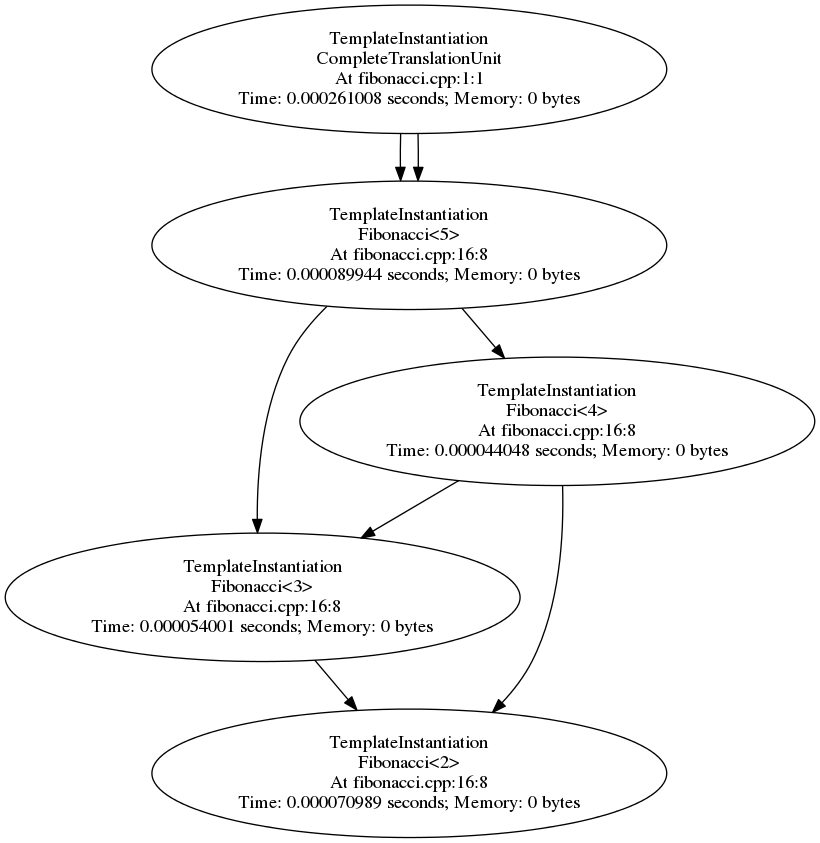 TemplateInstantiation
CompleteTranslationUnit
At fibonacci.cpp:1:1
Time: 0.000261008 seconds; Memory: 0 bytes
TemplateInstantiation
Fibonacci<5>
At fibonacci.cpp:16:8
Time: 0.000089944 seconds; Memory: 0 bytes
TemplateInstantiation
Fibonacci<4>
At fibonacci.cpp:16:8
Time: 0.000044048 seconds; Memory: 0 bytes
TemplateInstantiation
Fibonacci<3>
At fibonacci.cpp:16:8
Time: 0.000054001 seconds; Memory: 0 bytes
TemplateInstantiation
Fibonacci<2>
At fibonacci.cpp:16:8
Time: 0.000070989 seconds; Memory: 0 bytes